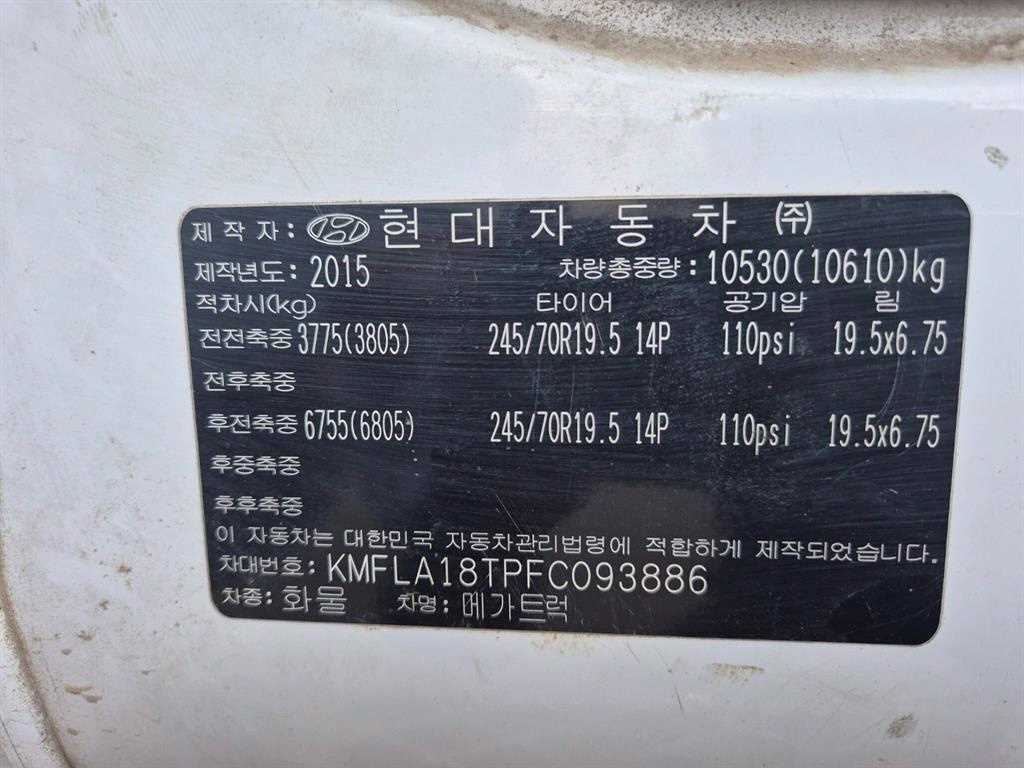 제 작 자: 현 대 자 동 차 ㈜
제작년도: 2015 차량총중량: 10530(10610)kg
적차시(kg) 타이어 공기압 림
전전축중 3775(3805) 245/70R19.5 14P 110psi 19.5x6.75
전후축중
후전축중 6755(6805) 245/70R19.5 14P 110psi 19.5x6.75
후중축중
후후축중
이 자동차는 대한민국 자동차관리법령에 적합하게 제작되었습니다
차대번호: KMFLA18TPFC093886
차종: 화물 차명: 메가트럭